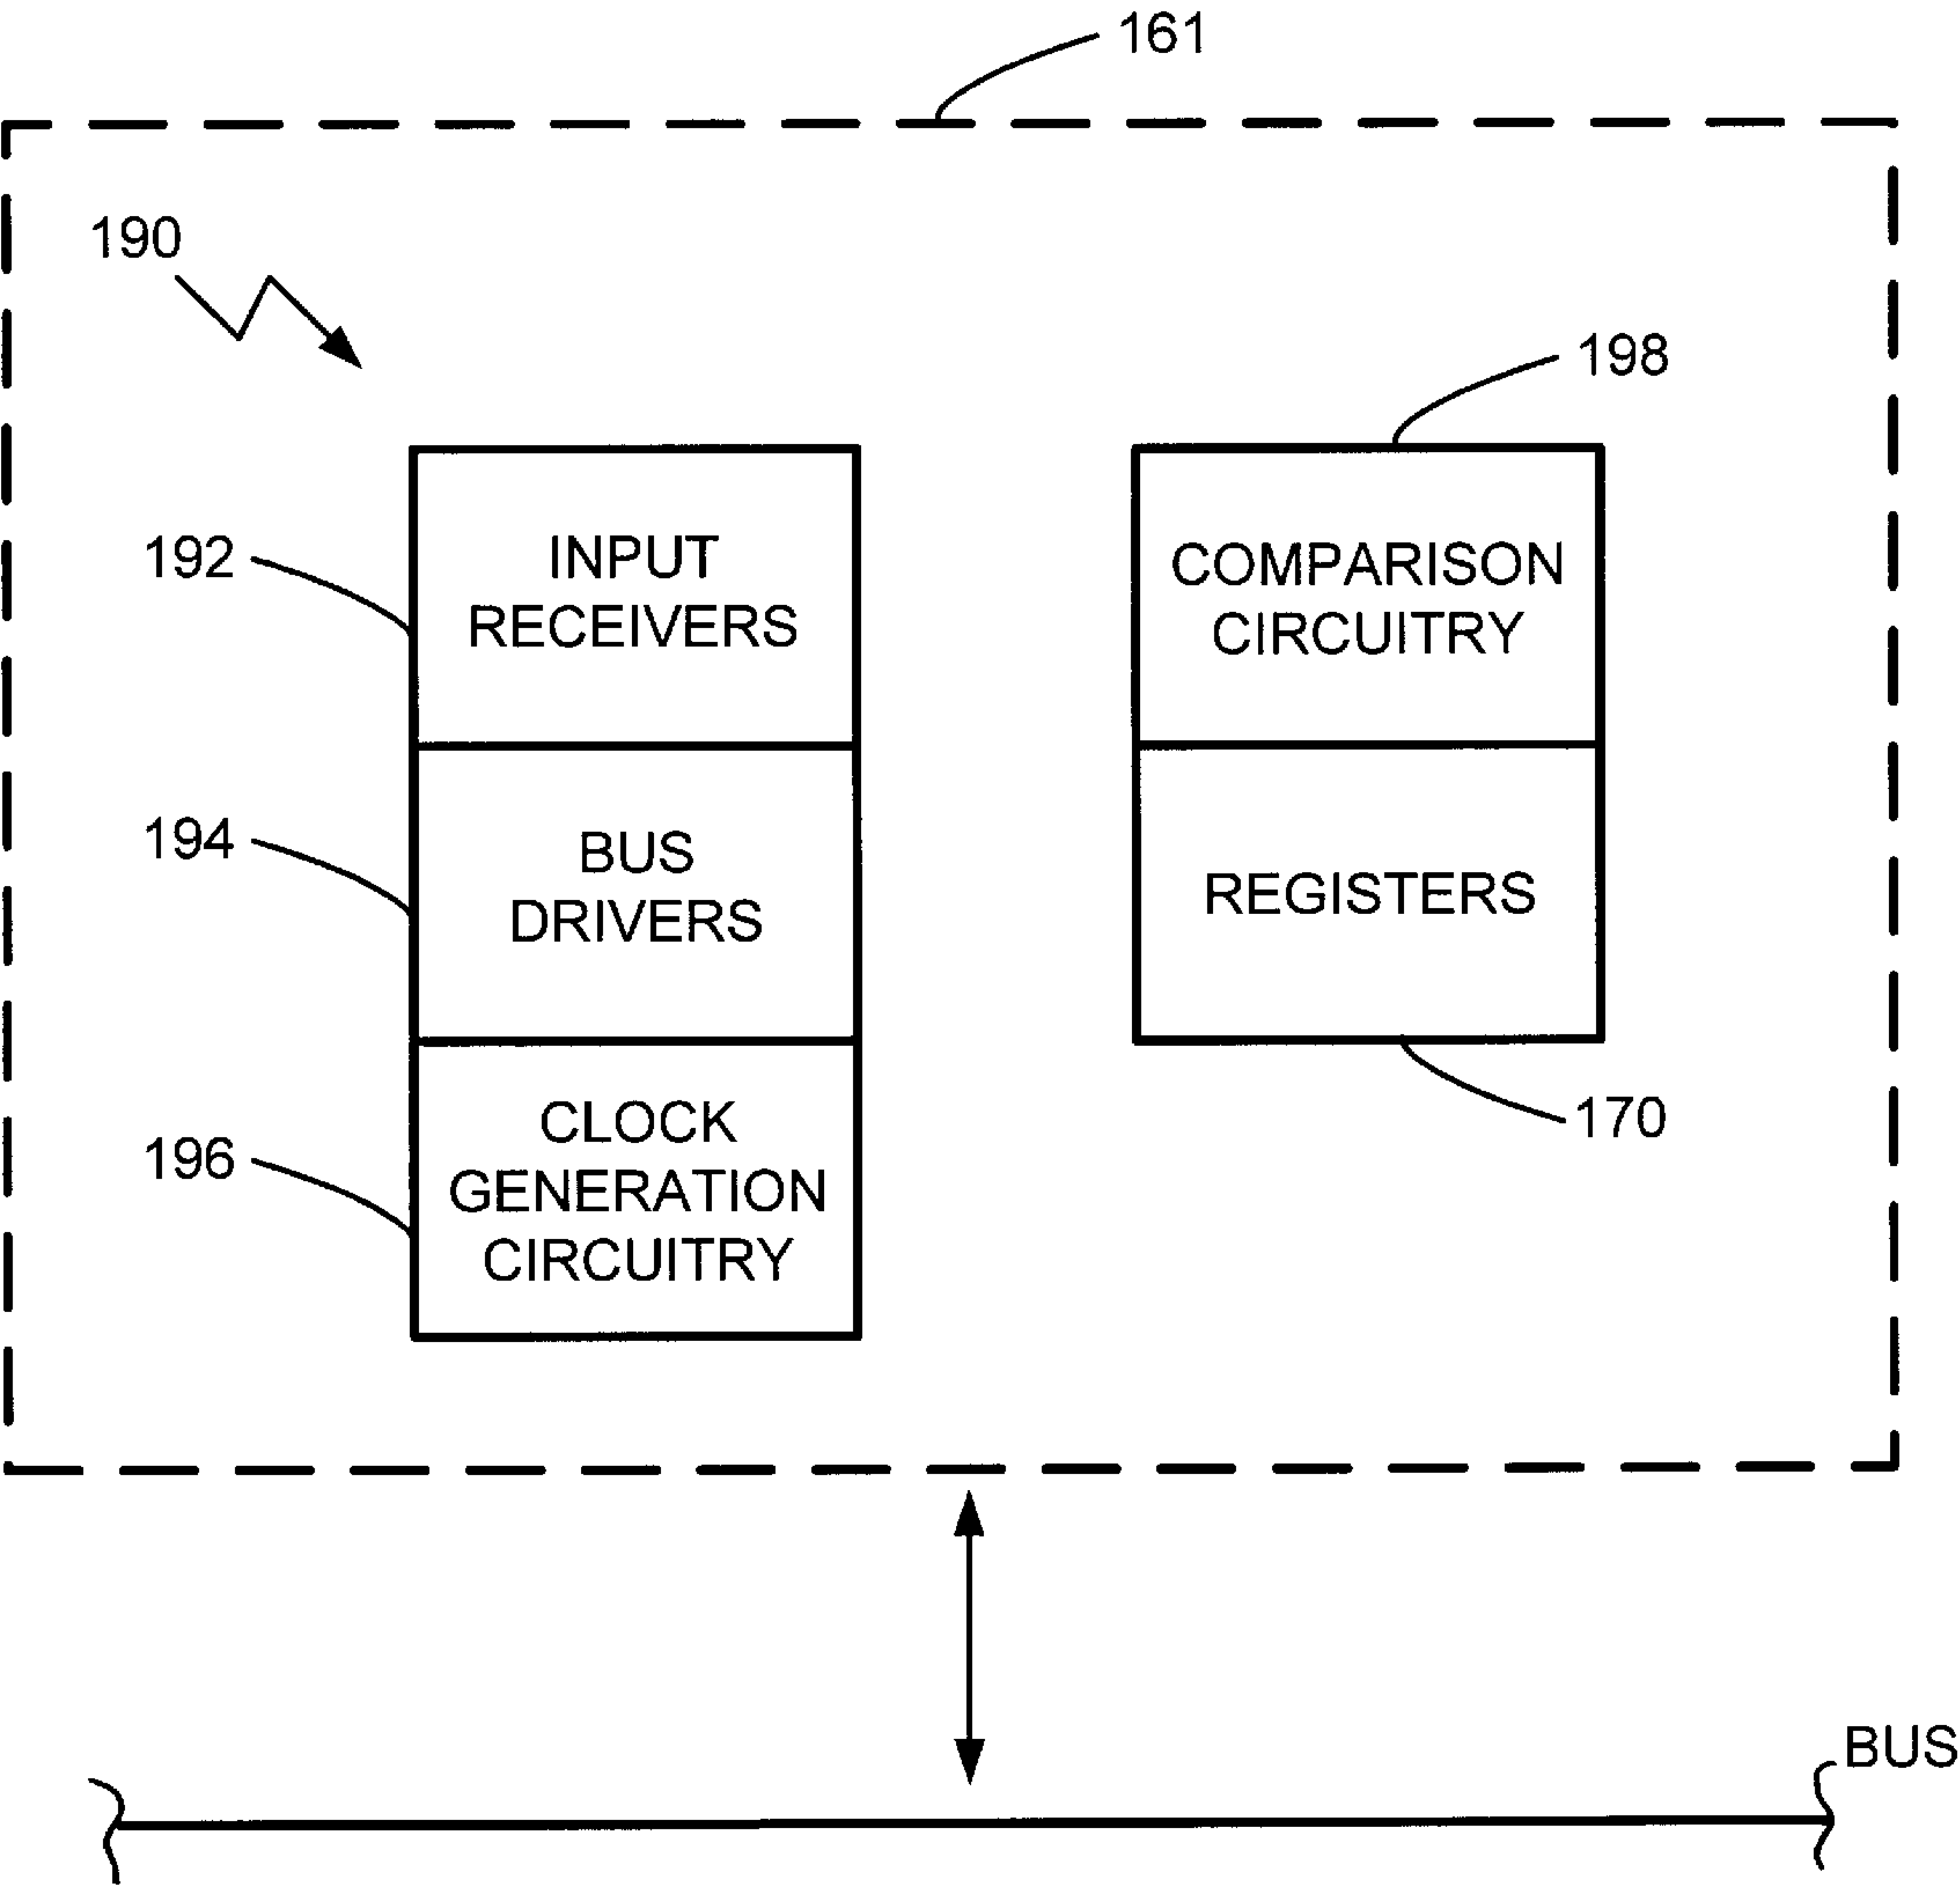 161
190
198
192
INPUT
RECEIVERS
COMPARISON
CIRCUITRY
194
BUS
DRIVERS
REGISTERS
196
CLOCK
GENERATION
CIRCUITRY
170
BUS